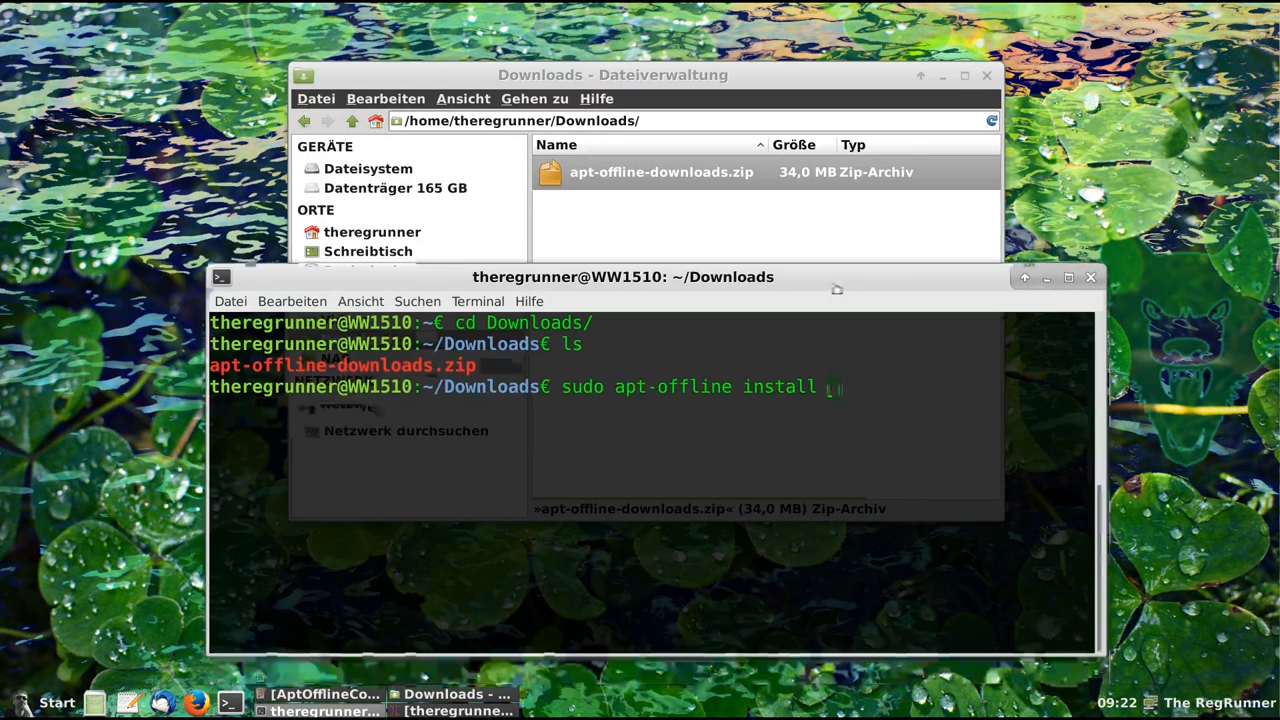 Downloads - Dateiverwaltung
Datei Bearbeiten Ansicht Gehen zu Hilfe
/home/theregrunner/Downloads/
GERÄTE
Dateisystem
Datenträger 165 GB
ORTE
theregrunner
Schreibtisch
Name Größe Typ
apt-offline-downloads.zip 34,0 MB Zip-Archiv
theregrunner@WW1510: ~/Downloads
Datei Bearbeiten Ansicht Suchen Terminal Hilfe
theregrunner@WW1510:~€ cd Downloads/
theregrunner@WW1510:~/Downloads€ ls
apt-offline-downloads.zip
theregrunner@WW1510:~/Downloads€ sudo apt-offline install
Netzwerk durchsuchen
»apt-offline-downloads.zip« (34,0 MB) Zip-Archiv
Start
[AptOfflineCo...
Downloads - ...
theregrunner...
[theregrunne...
09:22 The RegRunner